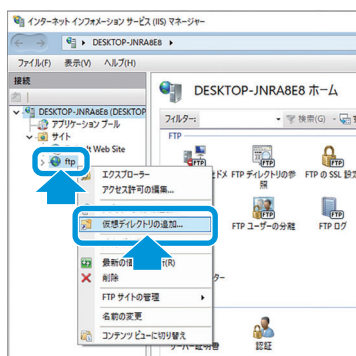 インターネット インフォメーション サービス (IIS) マネージャー
DESKTOP-JNRA8E8
ファイル(F) 表示(V) ヘルプ(H)
接続
DESKTOP-JNRA8E8 (DESKTOP
アプリケーション プール
サイト
Web Site
ftp
DESKTOP-JNRA8E8 ホーム
フィルター:
検索(G)
FTP
FTP ディレクトリの参照
FTP の SSL 設定
FTP ユーザーの分離
FTP ログ
エクスプローラー
アクセス許可の編集...
仮想ディレクトリの追加...
削除
FTP サイトの管理
名前の変更
コンテンツ ビューに切り替え
認証